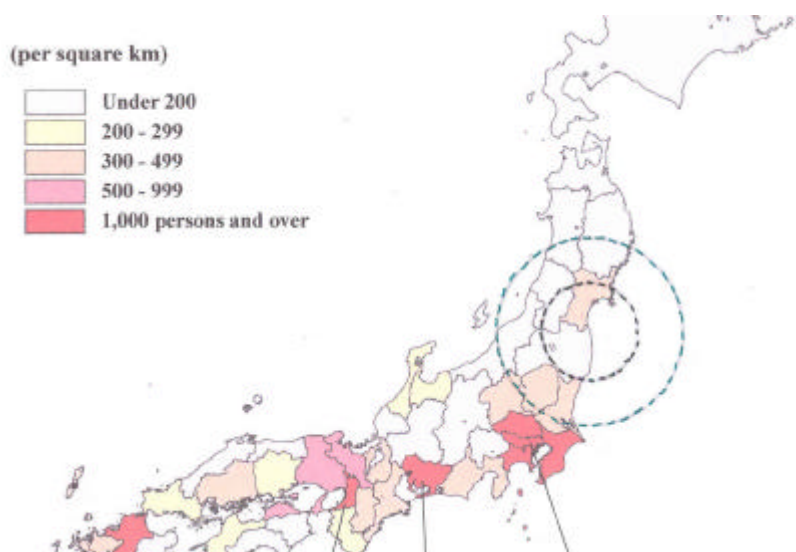 (per square km)
Under 200
200 - 299
300 - 499
500 - 999
1,000 persons and over